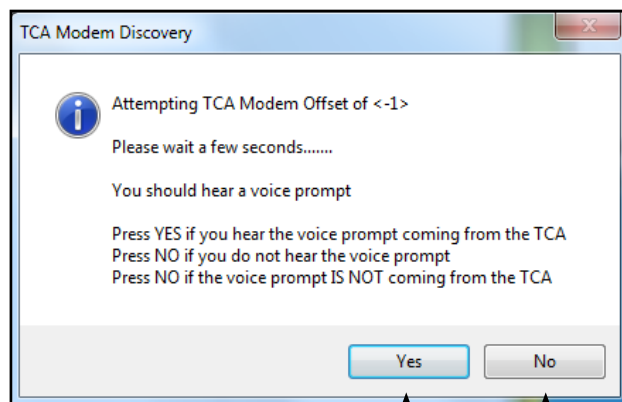 TCA Modem Discovery
Attempting TCA Modem Offset of <-1>
Please wait a few seconds.......
You should hear a voice prompt
Press YES if you hear the voice prompt coming from the TCA
Press NO if you do not hear the voice prompt
Press NO if the voice prompt IS NOT coming from the TCA
Yes
No